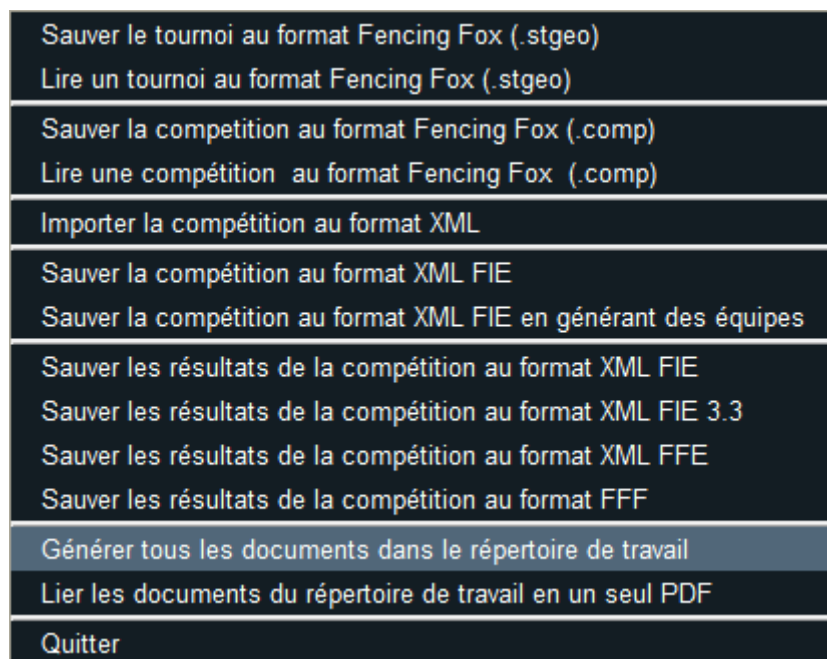 Sauver le tournoi au format Fencing Fox (.stgeo)
Lire un tournoi au format Fencing Fox (.stgeo)
Sauver la competition au format Fencing Fox (.comp)
Lire une compétition  au format Fencing Fox  (.comp)
Importer la compétition au format XML
Sauver la compétition au format XML FIE
Sauver la compétition au format XML FIE en générant des équipes
Sauver les résultats de la compétition au format XML FIE
Sauver les résultats de la compétition au format XML FIE 3.3
Sauver les résultats de la compétition au format XML FFE
Sauver les résultats de la compétition au format FFF
Générer tous les documents dans le répertoire de travail
Lier les documents du répertoire de travail en un seul PDF
Quitter